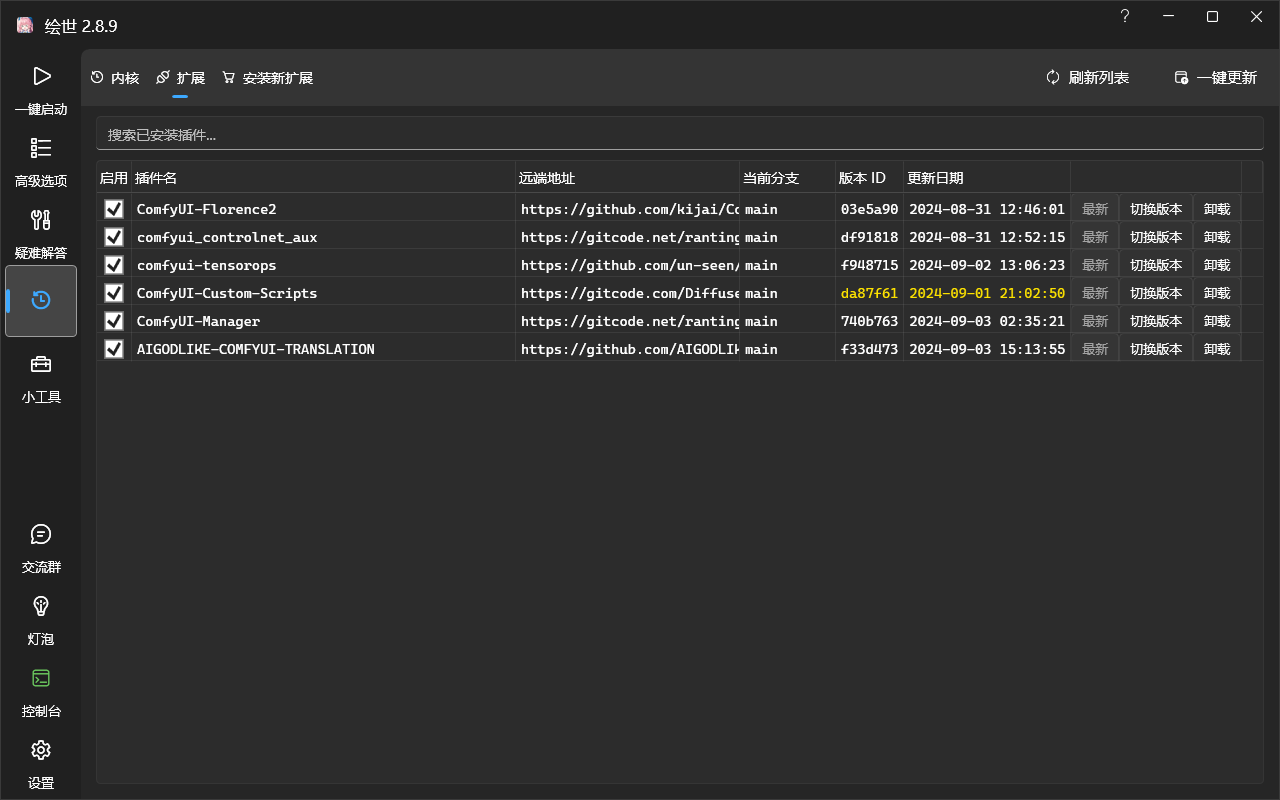 绘世 2.8.9
?
一键启动
高级选项
疑难解答
小工具
交流群
灯泡
控制台
设置
内核 扩展 安装新扩展 刷新列表 一键更新
搜索已安装插件...
启用 插件名 远端地址 当前分支 版本 ID 更新日期
ComfyUI-Florence2 https://github.com/kijai/Co main 03e5a90 2024-08-31 12:46:01 最新 切换版本 卸载
comfyui_controlnet_aux https://gitcode.net/ranting main df91818 2024-08-31 12:52:15 最新 切换版本 卸载
comfyui-tensorops https://github.com/un-seen/ main f948715 2024-09-02 13:06:23 最新 切换版本 卸载
ComfyUI-Custom-Scripts https://gitcode.com/Diffuse main da87f61 2024-09-01 21:02:50 最新 切换版本 卸载
ComfyUI-Manager https://gitcode.net/ranting main 740b763 2024-09-03 02:35:21 最新 切换版本 卸载
AIGODLIKE-COMFYUI-TRANSLATION https://github.com/AIGODLIK main f33d473 2024-09-03 15:13:55 最新 切换版本 卸载